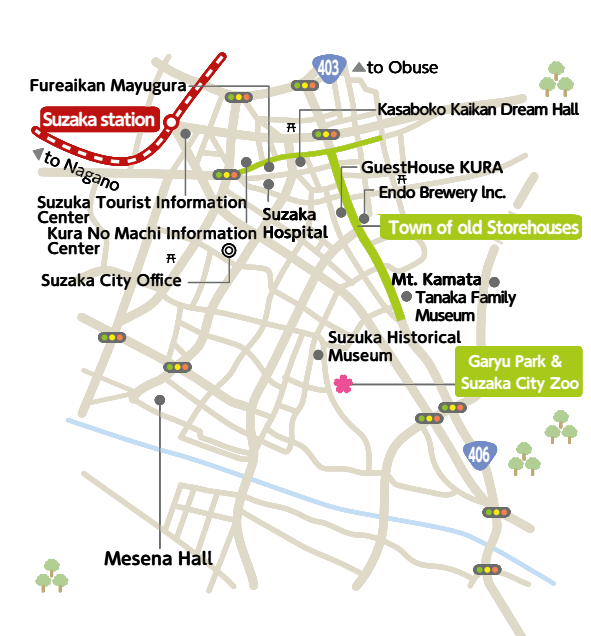 403
to Obuse
Fureaikan Mayugura
Kasaboko Kaikan Dream Hall
Suzaka station
to Nagano
GuestHouse KURA
Endo Brewery lnc.
Suzuka Tourist Information
Center
Suzaka
Hospital
Kura No Machi Information
Center
Town of old Storehouses
Suzaka City Office
Mt. Kamata
Tanaka Family
Museum
Suzuka Historical
Museum
Garyu Park &
Suzaka City Zoo
406
Mesena Hall